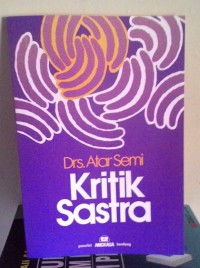 Drs. Atar Semi
Kritik
Sastra
penerbit ANGKASA bandung